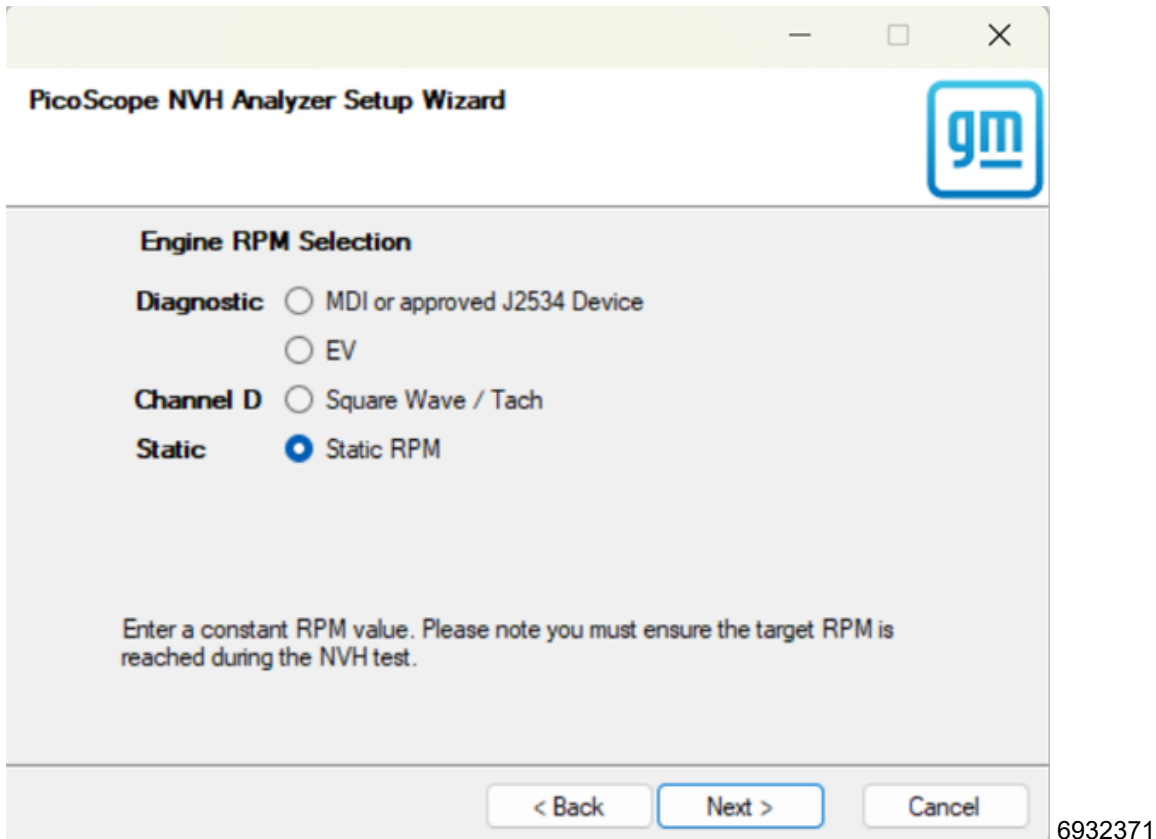 PicoScope NVH Analyzer Setup Wizard
gm
Engine RPM Selection
Diagnostic MDI or approved J2534 Device
EV
Channel D Square Wave / Tach
Static Static RPM
Enter a constant RPM value. Please note you must ensure the target RPM is
reached during the NVH test.
< Back Next > Cancel
6932371